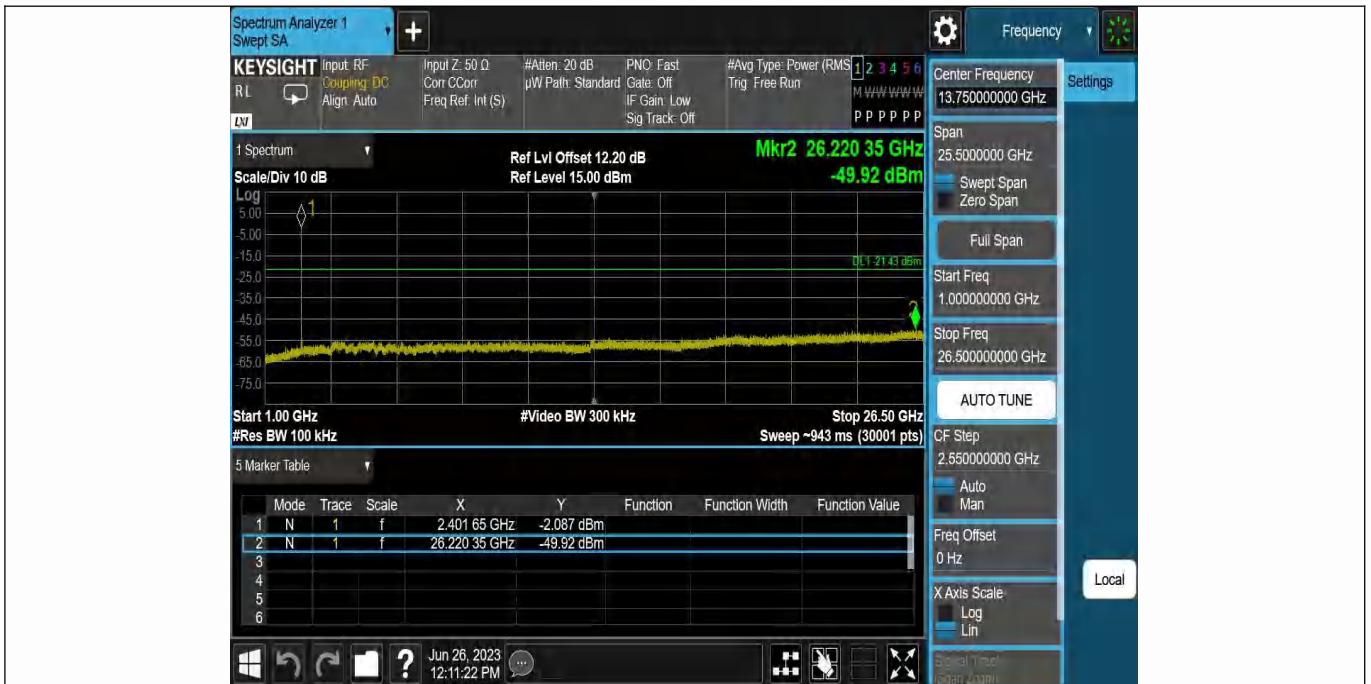 Spectrum Analyzer 1
Swept SA
Frequency
KEYSIGHT
RL
LXI
Input: RF
Coupling: DC
Align: Auto
Input Z: 50 Ω
Corr CCorr
Freq Ref: Int (S)
#Atten: 20 dB
µW Path: Standard
PNO: Fast
Gate: Off
IF Gain: Low
Sig Track: Off
#Avg Type: Power (RMS
Trig: Free Run
1 2 3 4 5 6
M W W W W W
P P P P P P
Center Frequency
13.750000000 GHz
Settings
1 Spectrum
Scale/Div 10 dB
Ref Lvl Offset 12.20 dB
Ref Level 15.00 dBm
Mkr2 26.220 35 GHz
-49.92 dBm
Log
5.00
-5.00
-15.0
-25.0
-35.0
-45.0
-55.0
-65.0
-75.0
1
DL1 -21.43 dBm
2
Start 1.00 GHz
#Res BW 100 kHz
#Video BW 300 kHz
Stop 26.50 GHz
Sweep ~943 ms (30001 pts)
Span
25.5000000 GHz
Swept Span
Zero Span
Full Span
Start Freq
1.000000000 GHz
Stop Freq
26.500000000 GHz
AUTO TUNE
CF Step
2.550000000 GHz
Auto
Man
Freq Offset
0 Hz
X Axis Scale
Log
Lin
Signal Track
(Span Zoom)
Local
5 Marker Table
Mode Trace Scale X Y Function Function Width Function Value
1 N 1 f 2.401 65 GHz -2.087 dBm
2 N 1 f 26.220 35 GHz -49.92 dBm
3
4
5
6
?
Jun 26, 2023
12:11:22 PM